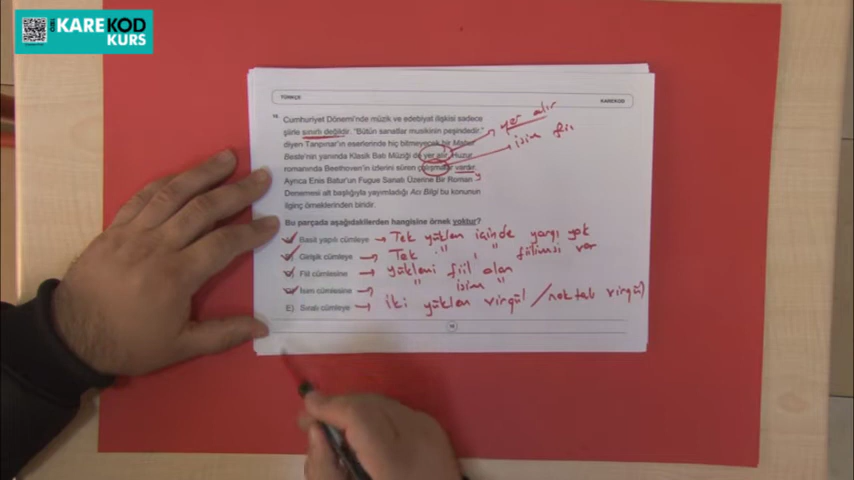 KAREKOD
KURS
TÜRKÇE
KAREKOD
Cumhuriyet Dönemi'nde müzik ve edebiyat ilişkisi sadece
şiirle sınırlı değildir. "Bütün sanatlar musikinin peşindedir."
diyen Tanpınar'ın eserlerinde hiç bitmeyecek bir Mahur
Beste'nin yanında Klasik Batı Müziği de yer alır. Huzur
romanında Beethoven'in izlerini süren çalışmalar vardır.
Ayrıca Enis Batur'un Fugue Sanatı Üzerine Bir Roman
Denemesi alt başlığıyla yayımladığı Acı Bilgi bu konunun
ilginç örneklerinden biridir.
yer alır
isim
Bu parçada aşağıdakilerden hangisine örnek yoktur?
Basit yapılı cümleye → Tek yüklem içinde yargı yok
Girişik cümleye → Tek " " fiilimsi var
Fiil cümlesine → yüklemi fiil olan
İsim cümlesine → " isim "
E) Sıralı cümleye → iki yüklem virgül / noktalı virgül